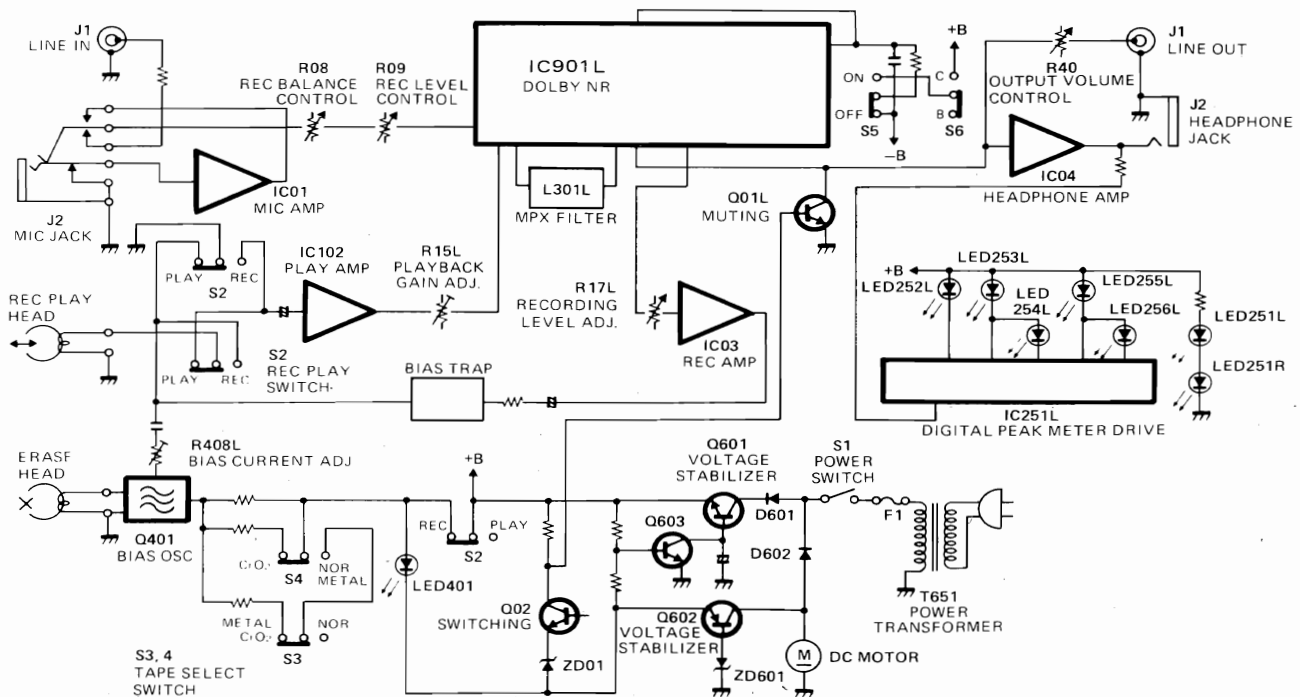 J1
LINE IN
R08
REC BALANCE
CONTROL
R09
REC LEVEL
CONTROL
IC901L
DOLBY NR
ON
OFF
S5
-B
+B
C
B
S6
R40
OUTPUT VOLUME
CONTROL
J1
LINE OUT
J2
HEADPHONE
JACK
IC04
HEADPHONE AMP
IC01
MIC AMP
J2
MIC JACK
L301L
MPX FILTER
Q01L
MUTING
PLAY
REC
S2
IC102
PLAY AMP
R15L
PLAYBACK
GAIN ADJ.
R17L
RECORDING
LEVEL ADJ.
IC03
REC AMP
REC PLAY
HEAD
PLAY
REC
S2
REC PLAY
SWITCH
BIAS TRAP
+B
LED252L
LED253L
LED
254L
LED255L
LED256L
LED251L
LED251R
IC251L
DIGITAL PEAK METER DRIVE
R408L
BIAS CURRENT ADJ
ERASE
HEAD
Q401
BIAS OSC
CrO₂
S4
NOR
METAL
METAL
CrO₂
S3
NOR
S3, 4
TAPE SELECT
SWITCH
LED401
+B
REC
PLAY
S2
Q02
SWITCHING
ZD01
Q601
VOLTAGE
STABILIZER
Q603
D601
D602
Q602
VOLTAGE
STABILIZER
ZD601
M
DC MOTOR
S1
POWER
SWITCH
F1
T651
POWER
TRANSFORMER